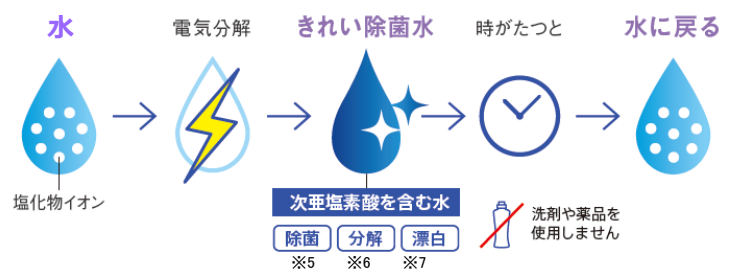 水
電気分解
きれい除菌水
時がたつと
水に戻る
塩化物イオン
次亜塩素酸を含む水
除菌
分解
漂白
※5
※6
※7
洗剤や薬品を
使用しません